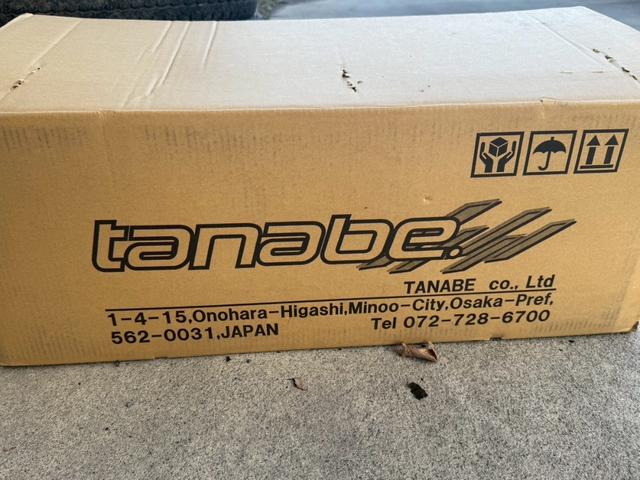 tanabe.
TANABE co., Ltd
1-4-15,Onohara-Higashi,Minoo-City,Osaka-Pref,
562-0031,JAPAN Tel 072-728-6700